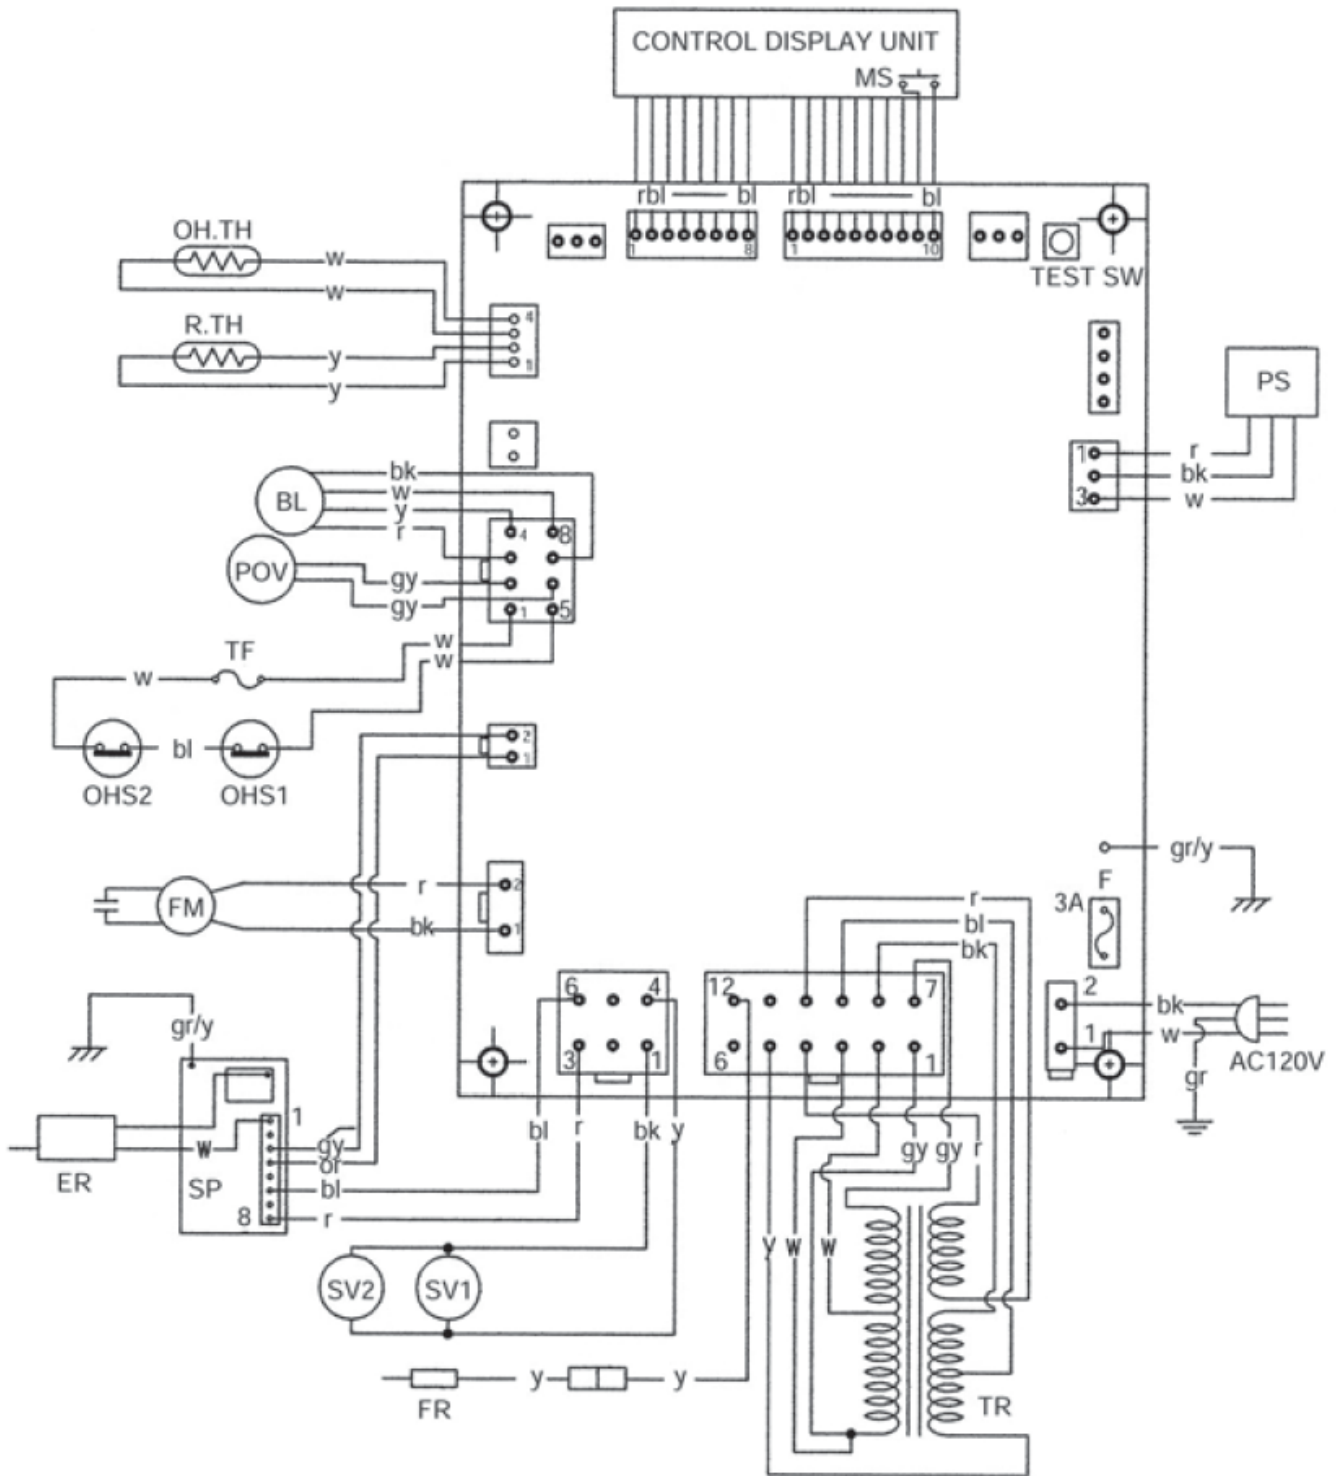 CONTROL DISPLAY UNIT
MS
rbl bl rbl bl
1 8 1 10
TEST SW
OH.TH
w
w
4
R.TH
y
y
PS
1 r
bk
3 w
BL
bk
w
y
r
4 8
POV
gy
gy
1 5
w
w
TF
w
bl
OHS2 OHS1
2
1
gr/y
F
3A
FM
r 2
bk 1
r
bl
bk
6 4
3 1
12 7
6 1
2 bk
1 w
AC120V
gr
gr/y
ER
w
SP
1
8
gy
or
bl
r
bl r bk y
gy gy r
y w w
SV2 SV1
FR
y y
TR